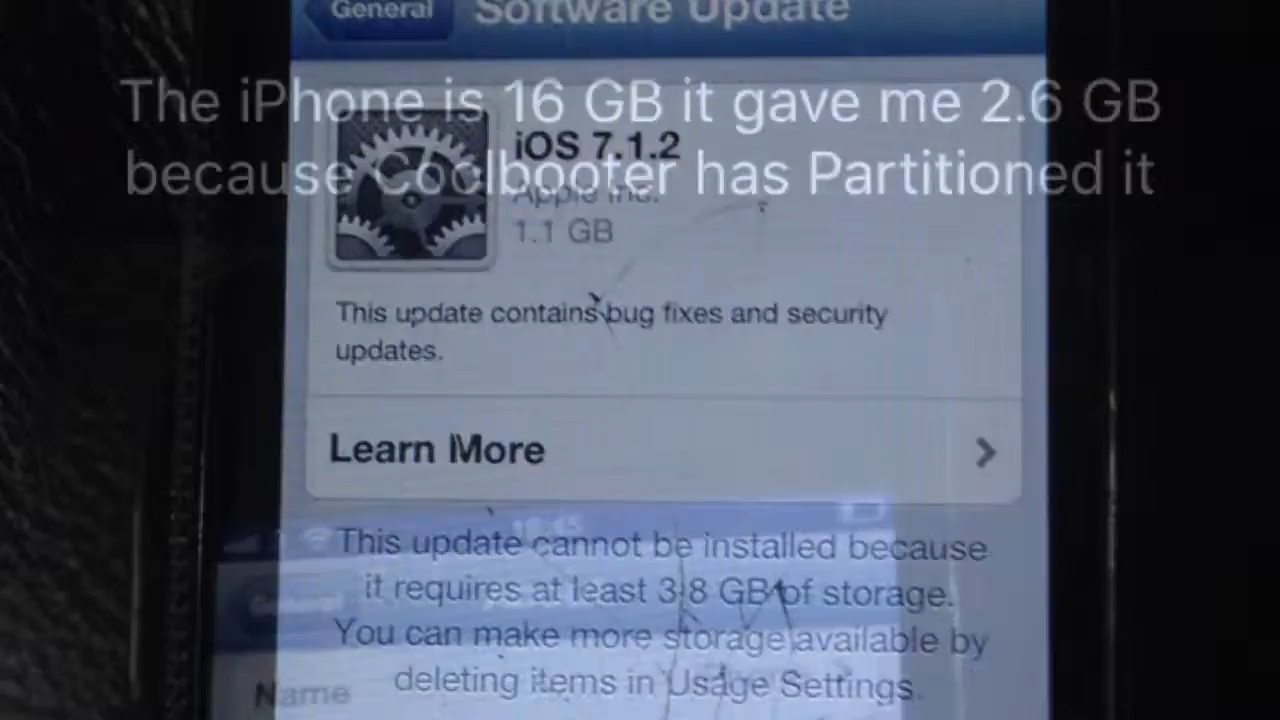 General Software Update
The iPhone is 16 GB it gave me 2.6 GB
because Coolbooter has Partitioned it
iOS 7.1.2
Apple Inc.
1.1 GB
This update contains bug fixes and security
updates.
Learn More
This update cannot be installed because
it requires at least 3.8 GB of storage.
You can make more storage available by
deleting items in Usage Settings.
General
Name